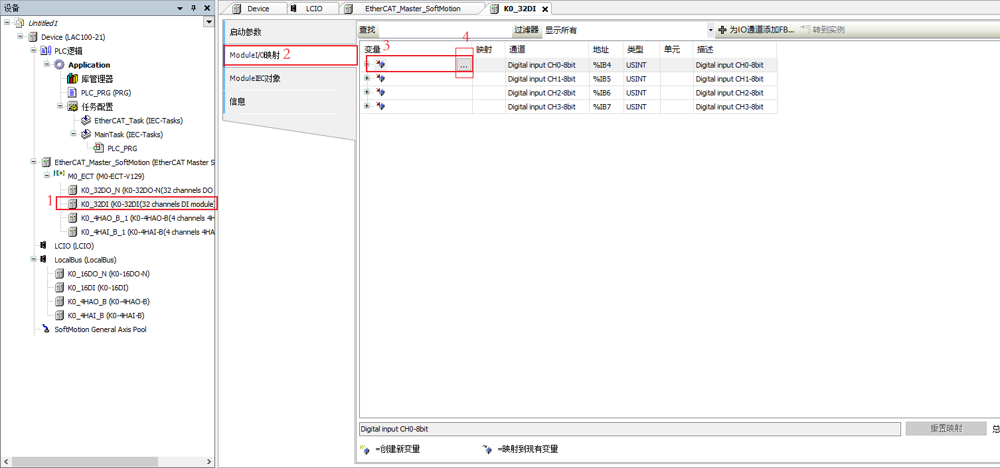 设备
Untitled1
Device (LAC100-21)
PLC逻辑
Application
库管理器
PLC_PRG (PRG)
任务配置
EtherCAT_Task (IEC-Tasks)
MainTask (IEC-Tasks)
PLC_PRG
EtherCAT_Master_SoftMotion (EtherCAT Master S
M0_ECT (M0-ECT-V129)
K0_32DO_N (K0-32DO-N(32 channels DO
1
K0_32DI (K0-32DI(32 channels DI module)
K0_4HAO_B_1 (K0-4HAO-B(4 channels 4H
K0_4HAI_B_1 (K0-4HAI-B(4 channels 4HA
LCIO (LCIO)
LocalBus (LocalBus)
K0_16DO_N (K0-16DO-N)
K0_16DI (K0-16DI)
K0_4HAO_B (K0-4HAO-B)
K0_4HAI_B (K0-4HAI-B)
SoftMotion General Axis Pool
Device LCIO EtherCAT_Master_SoftMotion K0_32DI
启动参数
ModuleI/O映射 2
ModuleIEC对象
信息
查找 过滤器 显示所有 为IO通道添加FB... 转到实例
变量 3 4 映射 通道 地址 类型 单元 描述
... Digital input CH0-8bit %IB4 USINT Digital input CH0-8bit
Digital input CH1-8bit %IB5 USINT Digital input CH1-8bit
Digital input CH2-8bit %IB6 USINT Digital input CH2-8bit
Digital input CH3-8bit %IB7 USINT Digital input CH3-8bit
Digital input CH0-8bit 重置映射 总
=创建新变量 =映射到现有变量